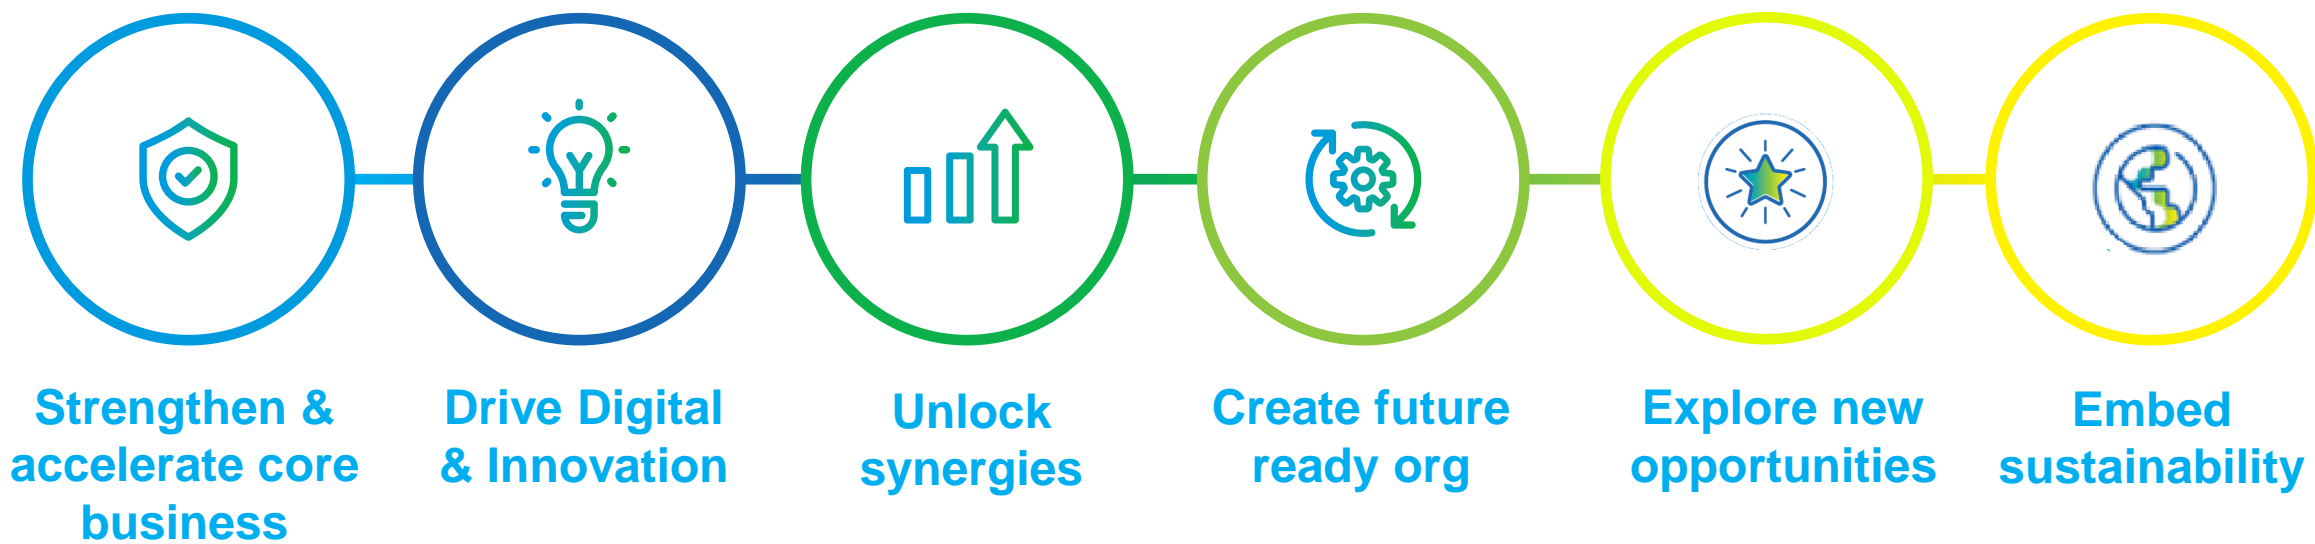 Strengthen &
accelerate core
business
Drive Digital
& Innovation
Unlock
synergies
Create future
ready org
Explore new
opportunities
Embed
sustainability